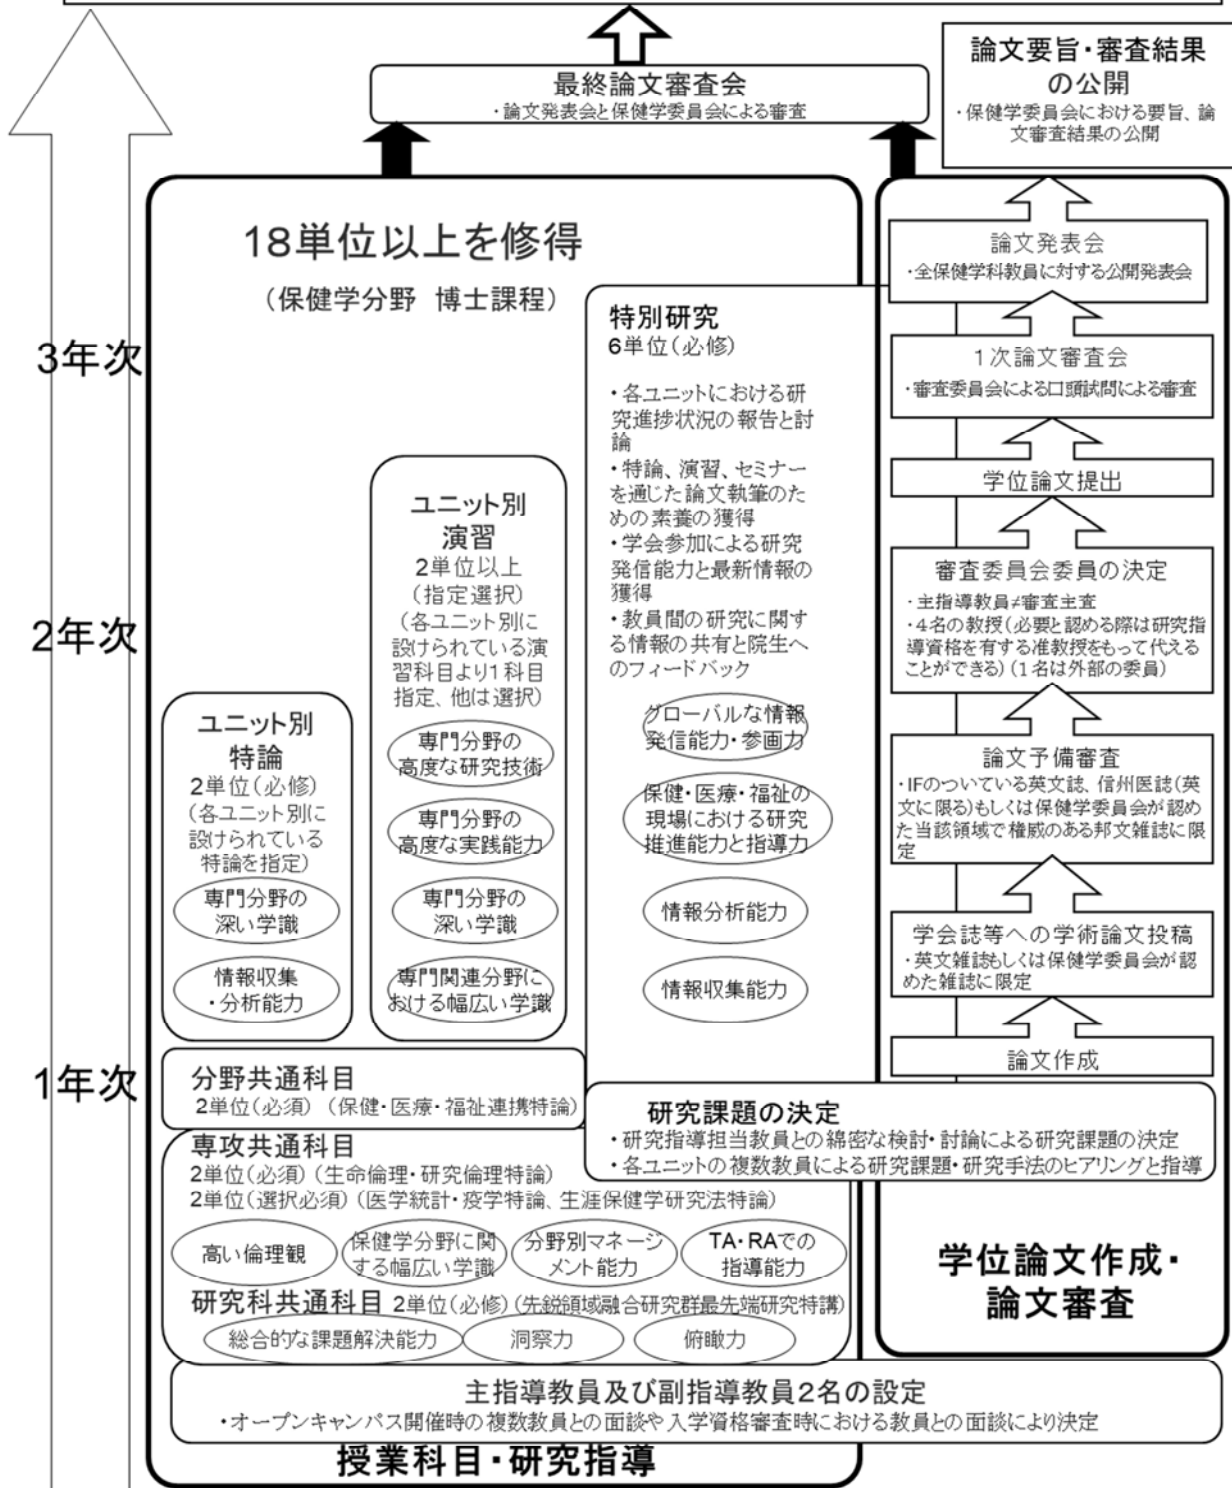 最終論文審査会
・論文発表会と保健学委員会による審査
論文要旨・審査結果
の公開
・保健学委員会における要旨、論
文審査結果の公開
18単位以上を修得
（保健学分野 博士課程）
3年次
2年次
1年次
特別研究
6単位（必修）
・各ユニットにおける研
究進捗状況の報告と討
論
・特論、演習、セミナー
を通じた論文執筆のた
めの素養の獲得
・学会参加による研究
発信能力と最新情報の
獲得
・教員間の研究に関す
る情報の共有と院生へ
のフィードバック
グローバルな情報
発信能力・参画力
保健・医療・福祉の
現場における研究
推進能力と指導力
情報分析能力
情報収集能力
ユニット別
演習
2単位以上
（指定選択）
（各ユニット別に
設けられている演
習科目より1科目
指定、他は選択）
専門分野の
高度な研究技術
専門分野の
高度な実践能力
専門分野の
深い学識
専門関連分野に
おける幅広い学識
ユニット別
特論
2単位（必修）
（各ユニット別に
設けられている
特論を指定）
専門分野の
深い学識
情報収集
・分析能力
分野共通科目
2単位（必須）（保健・医療・福祉連携特論）
専攻共通科目
2単位（必須）（生命倫理・研究倫理特論）
2単位（選択必須）（医学統計・疫学特論、生涯保健学研究法特論）
高い倫理観
保健学分野に関
する幅広い学識
分野別マネージ
メント能力
TA・RAでの
指導能力
研究科共通科目 2単位（必修）（先鋭領域融合研究群最先端研究特講）
総合的な課題解決能力
洞察力
俯瞰力
主指導教員及び副指導教員2名の設定
・オープンキャンパス開催時の複数教員との面談や入学資格審査時における教員との面談により決定
授業科目・研究指導
論文発表会
・全保健学科教員に対する公開発表会
1次論文審査会
・審査委員会による口頭試問による審査
学位論文提出
審査委員会委員の決定
・主指導教員≠審査主査
・4名の教授（必要と認める際は研究指
導資格を有する准教授をもって代える
ことができる）（1名は外部の委員）
論文予備審査
・IFのついている英文誌、信州医誌（英
文に限る）もしくは保健学委員会が認め
た当該領域で権威のある邦文雑誌に限
定
学会誌等への学術論文投稿
・英文雑誌もしくは保健学委員会が認
めた雑誌に限定
論文作成
研究課題の決定
・研究指導担当教員との綿密な検討・討論による研究課題の決定
・各ユニットの複数教員による研究課題・研究手法のヒアリングと指導
学位論文作成・
論文審査